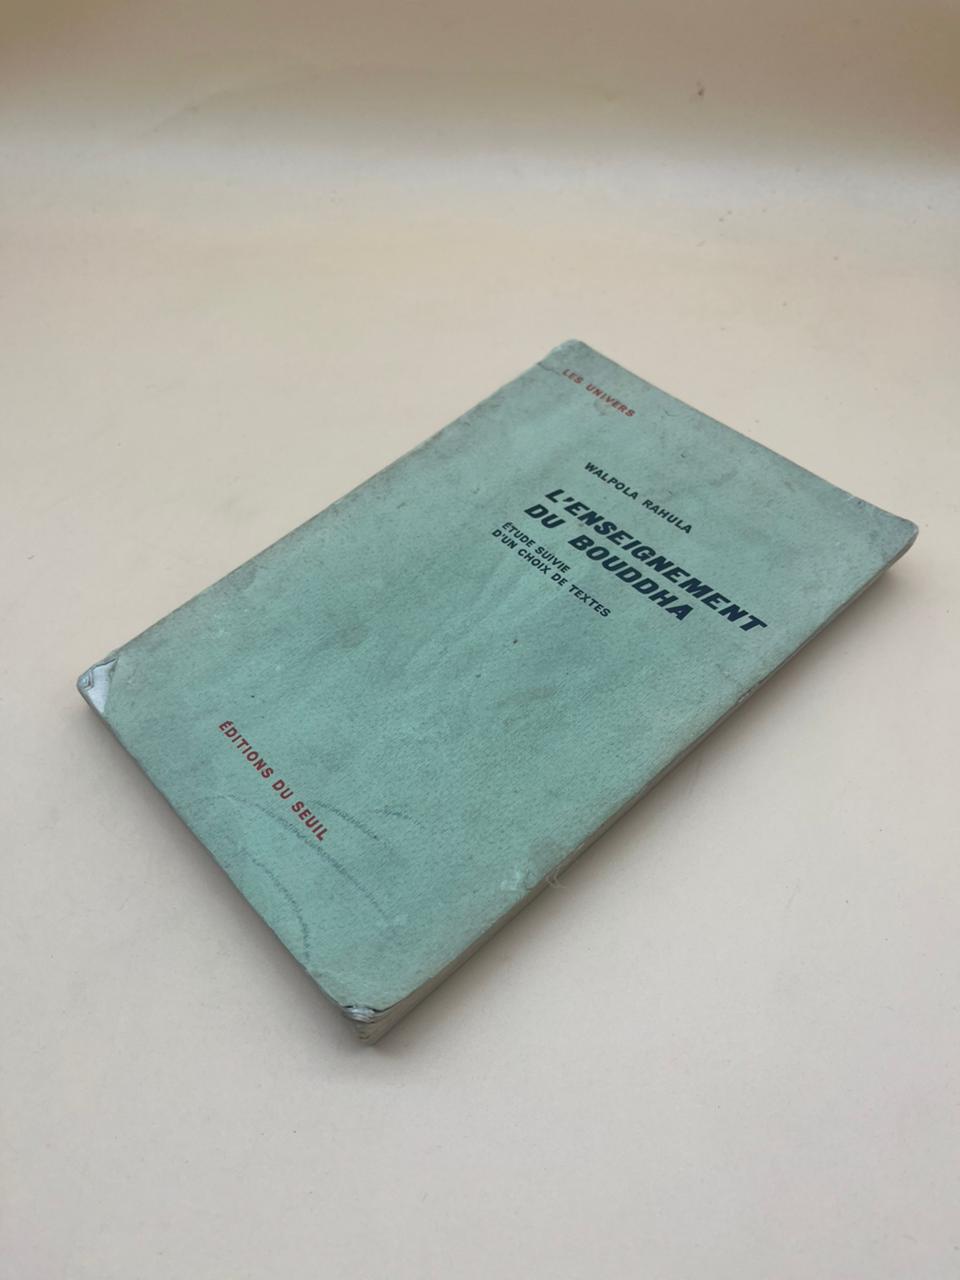 LES UNIVERS
WALPOLA RAHULA
L'ENSEIGNEMENT
DU BOUDDHA
ÉTUDE SUIVIE
D'UN CHOIX DE TEXTES
ÉDITIONS DU SEUIL